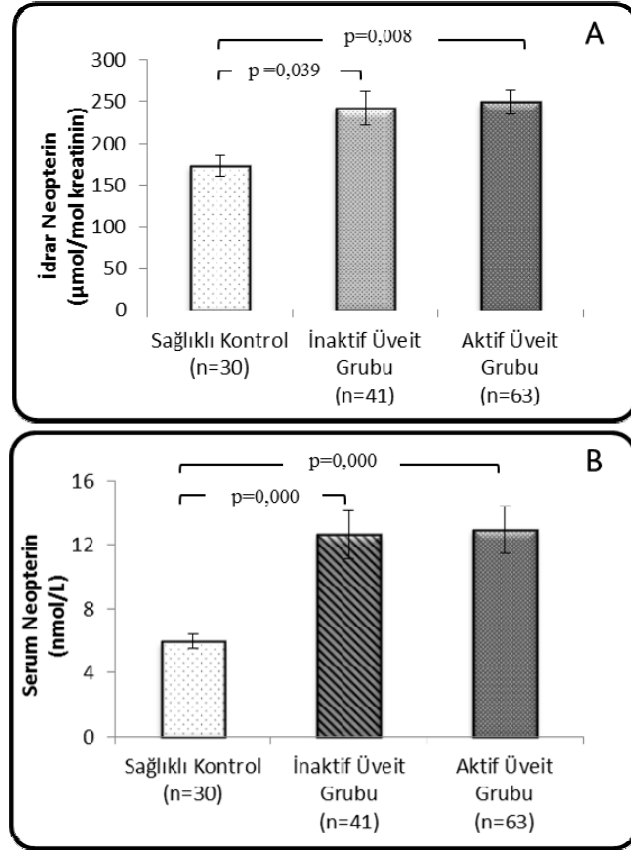 A
p=0,008
p=0,039
300
250
200
150
100
50
0
İdrar Neopterin
(µmol/mol kreatinin)
Sağlıklı Kontrol
(n=30)
İnaktif Üveit
Grubu
(n=41)
Aktif Üveit
Grubu
(n=63)
B
p=0,000
p=0,000
16
12
8
4
0
Serum Neopterin
(nmol/L)
Sağlıklı Kontrol
(n=30)
İnaktif Üveit
Grubu
(n=41)
Aktif Üveit
Grubu
(n=63)